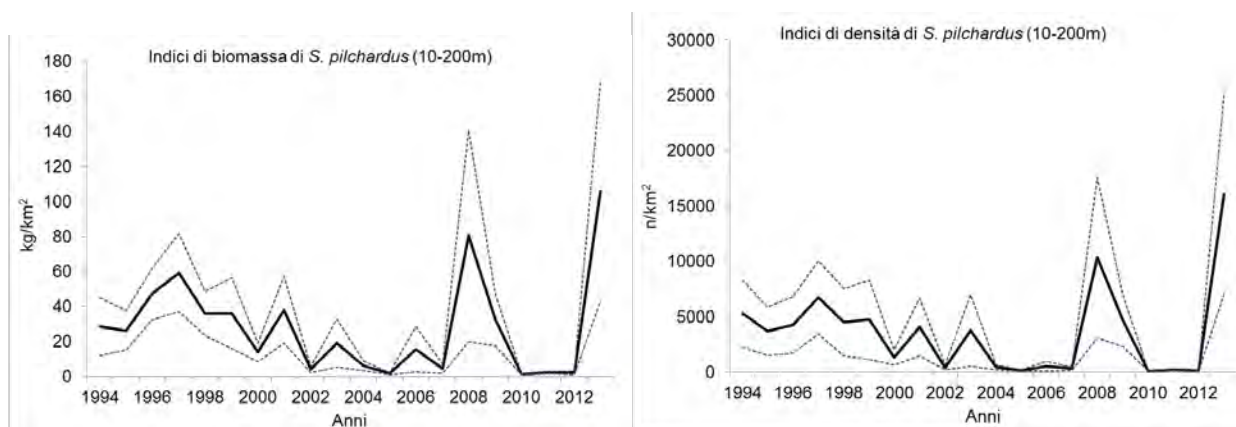 Indici di biomassa di S. pilchardus (10-200m)
kg/km²
180
160
140
120
100
80
60
40
20
0
1994 1996 1998 2000 2002 2004 2006 2008 2010 2012
Anni
Indici di densità di S. pilchardus (10-200m)
n/km²
30000
25000
20000
15000
10000
5000
0
1994 1996 1998 2000 2002 2004 2006 2008 2010 2012
Anni